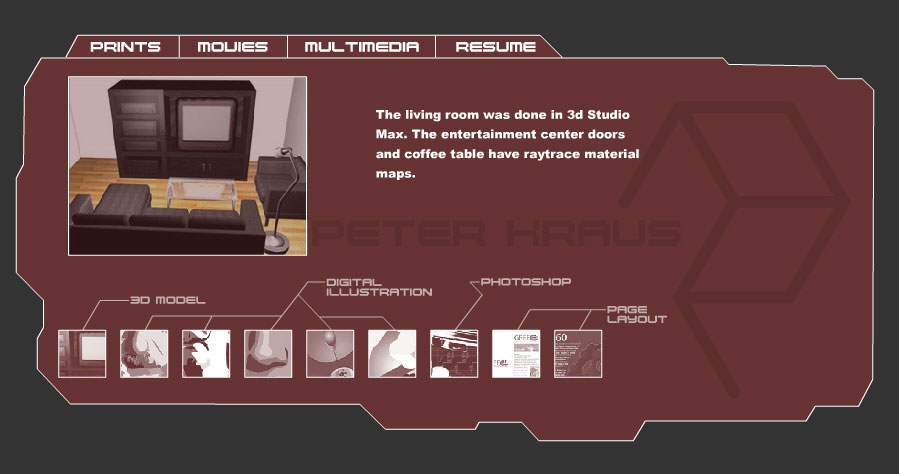 PRINTS
MOVIES
MULTIMEDIA
RESUME
The living room was done in 3d Studio
Max. The entertainment center doors
and coffee table have raytrace material
maps.
PETER KRAUS
3D MODEL
DIGITAL
ILLUSTRATION
PHOTOSHOP
PAGE
LAYOUT
60